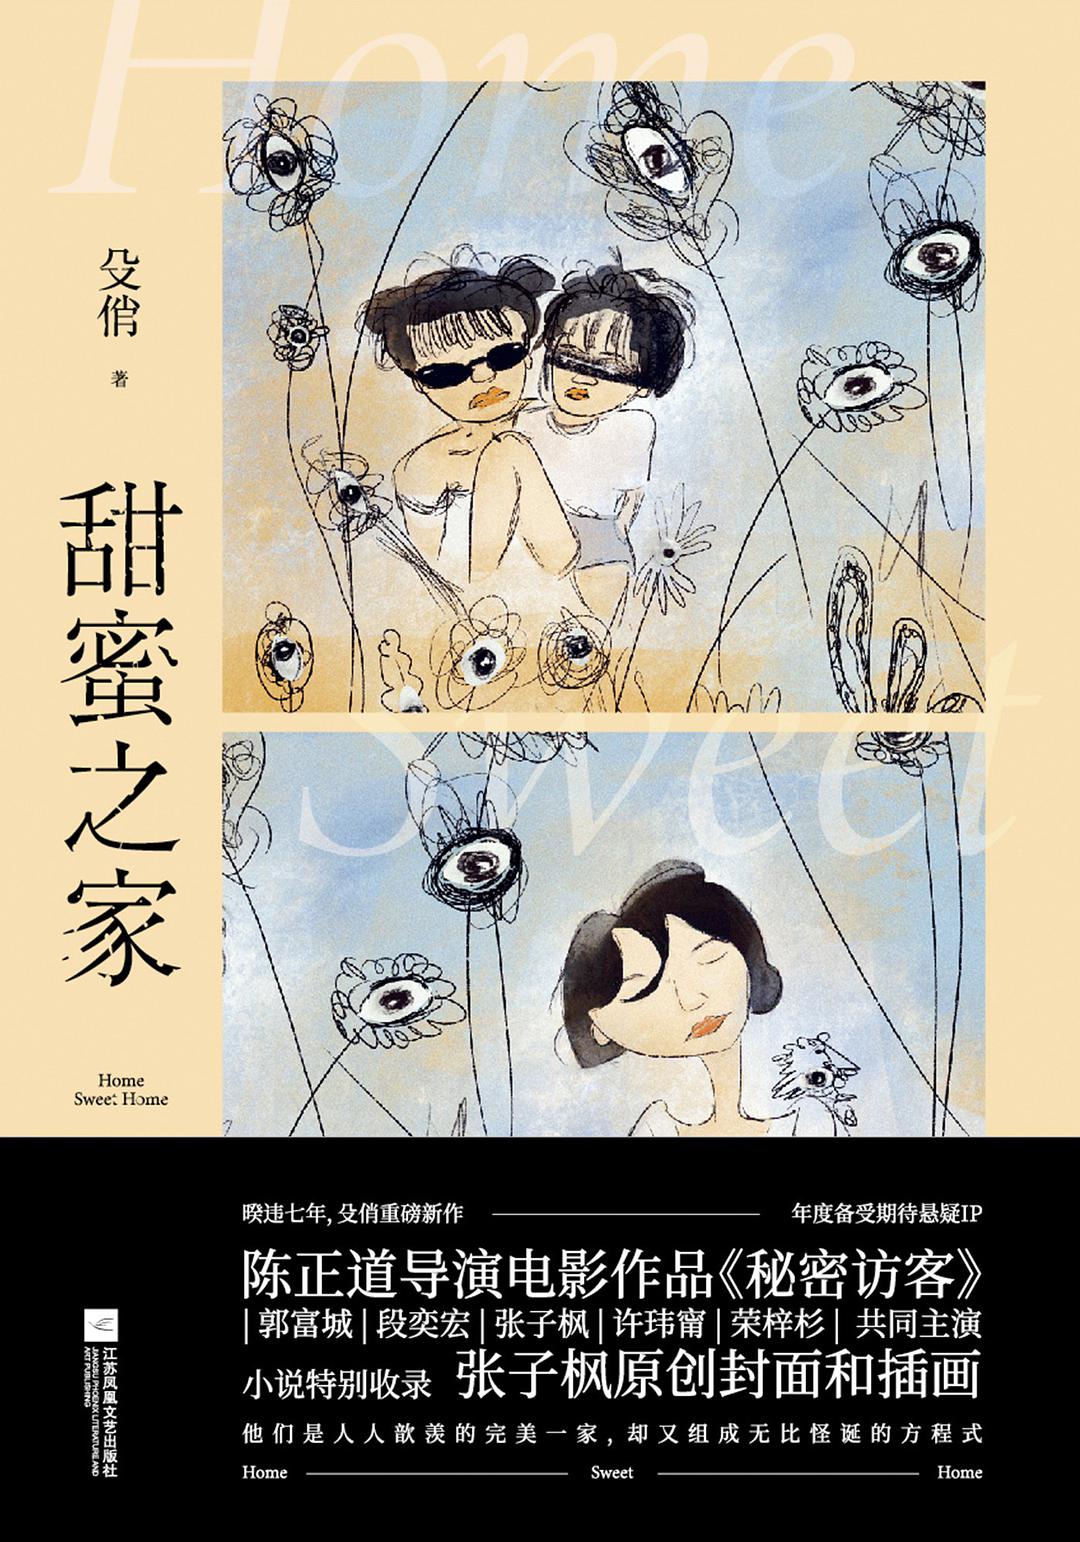 Home
Sweet
殳俏
著
甜蜜之家
Home
Sweet Home
暌违七年,殳俏重磅新作
年度备受期待悬疑IP
陈正道导演电影作品《秘密访客》
|郭富城|段奕宏|张子枫|许玮甯|荣梓杉| 共同主演
小说特别收录 张子枫原创封面和插画
他们是人人歆羡的完美一家,却又组成无比怪诞的方程式
Home
Sweet
Home
江苏凤凰文艺出版社
JIANGSU PHOENIX LITERATURE AND
ART PUBLISHING